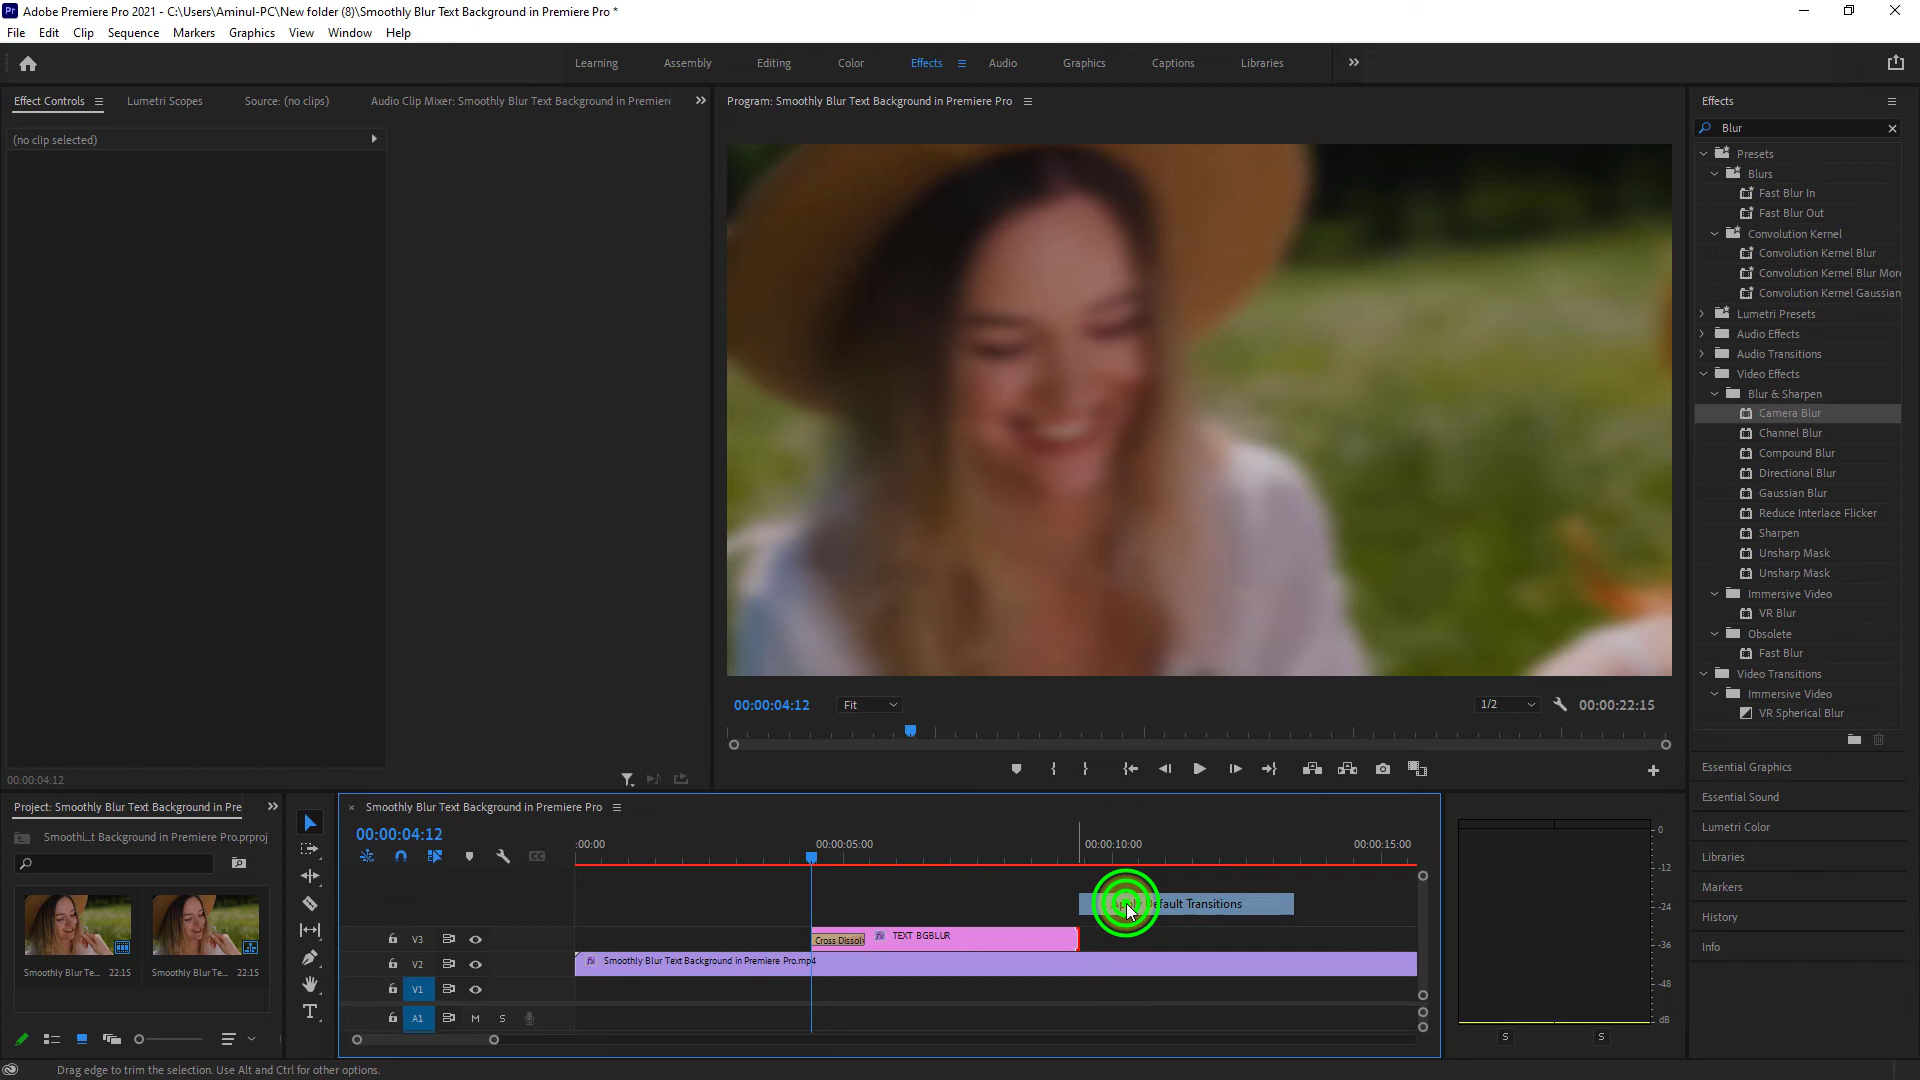 Adobe Premiere Pro 2021 - C:\Users\Aminul-PC\New folder (8)\Smoothly Blur Text Background in Premiere Pro *
File Edit Clip Sequence Markers Graphics View Window Help
Learning Assembly Editing Color Effects Audio Graphics Captions Libraries
Effect Controls Lumetri Scopes Source: (no clips) Audio Clip Mixer: Smoothly Blur Text Background in Premiere
(no clip selected)
00:00:04:12
Program: Smoothly Blur Text Background in Premiere Pro
00:00:04:12 Fit 1/2 00:00:22:15
Effects
Blur
Presets
Blurs
Fast Blur In
Fast Blur Out
Convolution Kernel
Convolution Kernel Blur
Convolution Kernel Blur More
Convolution Kernel Gaussian
Lumetri Presets
Audio Effects
Audio Transitions
Video Effects
Blur & Sharpen
Camera Blur
Channel Blur
Compound Blur
Directional Blur
Gaussian Blur
Reduce Interlace Flicker
Sharpen
Unsharp Mask
Unsharp Mask
Immersive Video
VR Blur
Obsolete
Fast Blur
Video Transitions
Immersive Video
VR Spherical Blur
Essential Graphics
Essential Sound
Lumetri Color
Libraries
Markers
History
Info
Project: Smoothly Blur Text Background in Pre
Smoothl...t Background in Premiere Pro.prproj
Smoothly Blur Te... 22:15 Smoothly Blur Te... 22:15
Smoothly Blur Text Background in Premiere Pro
00:00:04:12
:00:00 00:00:05:00 00:00:10:00 00:00:15:00
Apply Default Transitions
V3 Cross Dissolv fx TEXT BGBLUR
V2 fx Smoothly Blur Text Background in Premiere Pro.mp4
V1
A1 M S
0
-12
-24
-36
-48
dB
S S
Drag edge to trim the selection. Use Alt and Ctrl for other options.